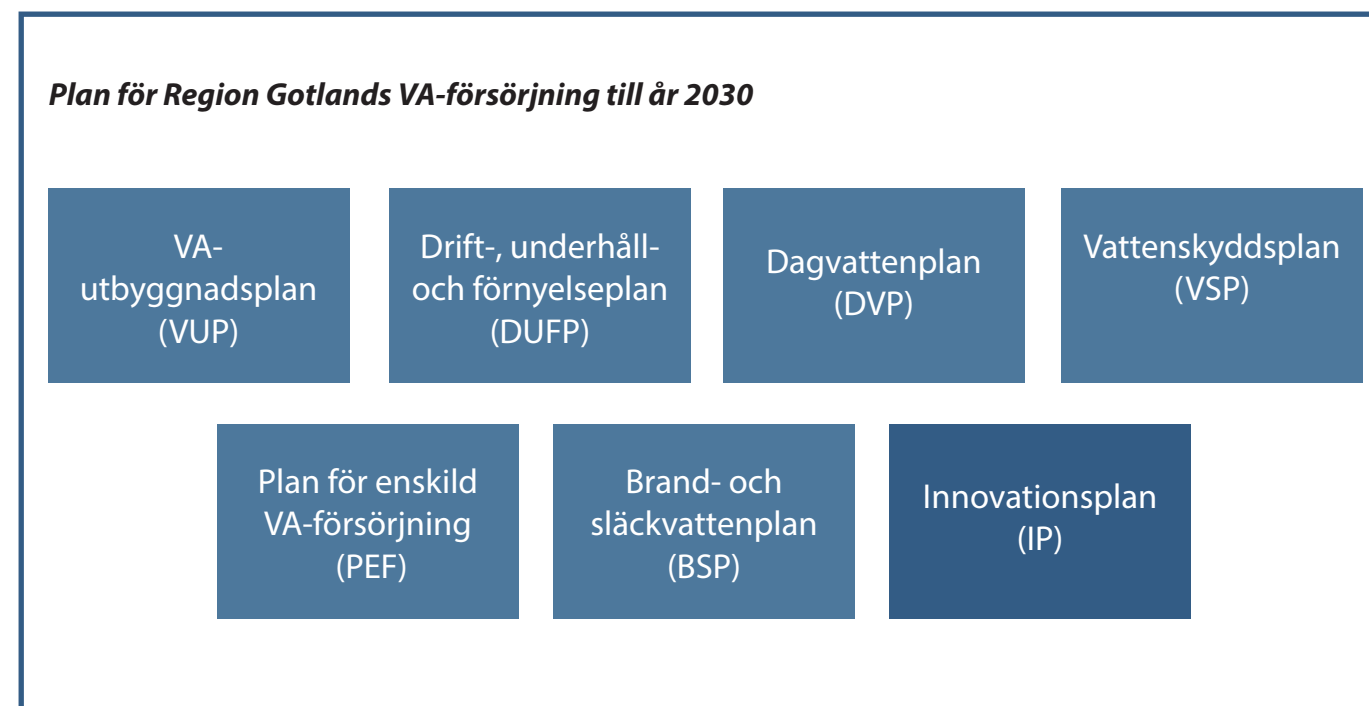 Plan för Region Gotlands VA-försörjning till år 2030
VA-
utbyggnadsplan
(VUP)
Drift-, underhåll-
och förnyelseplan
(DUFP)
Dagvattenplan
(DVP)
Vattenskyddsplan
(VSP)
Plan för enskild
VA-försörjning
(PEF)
Brand- och
släckvattenplan
(BSP)
Innovationsplan
(IP)